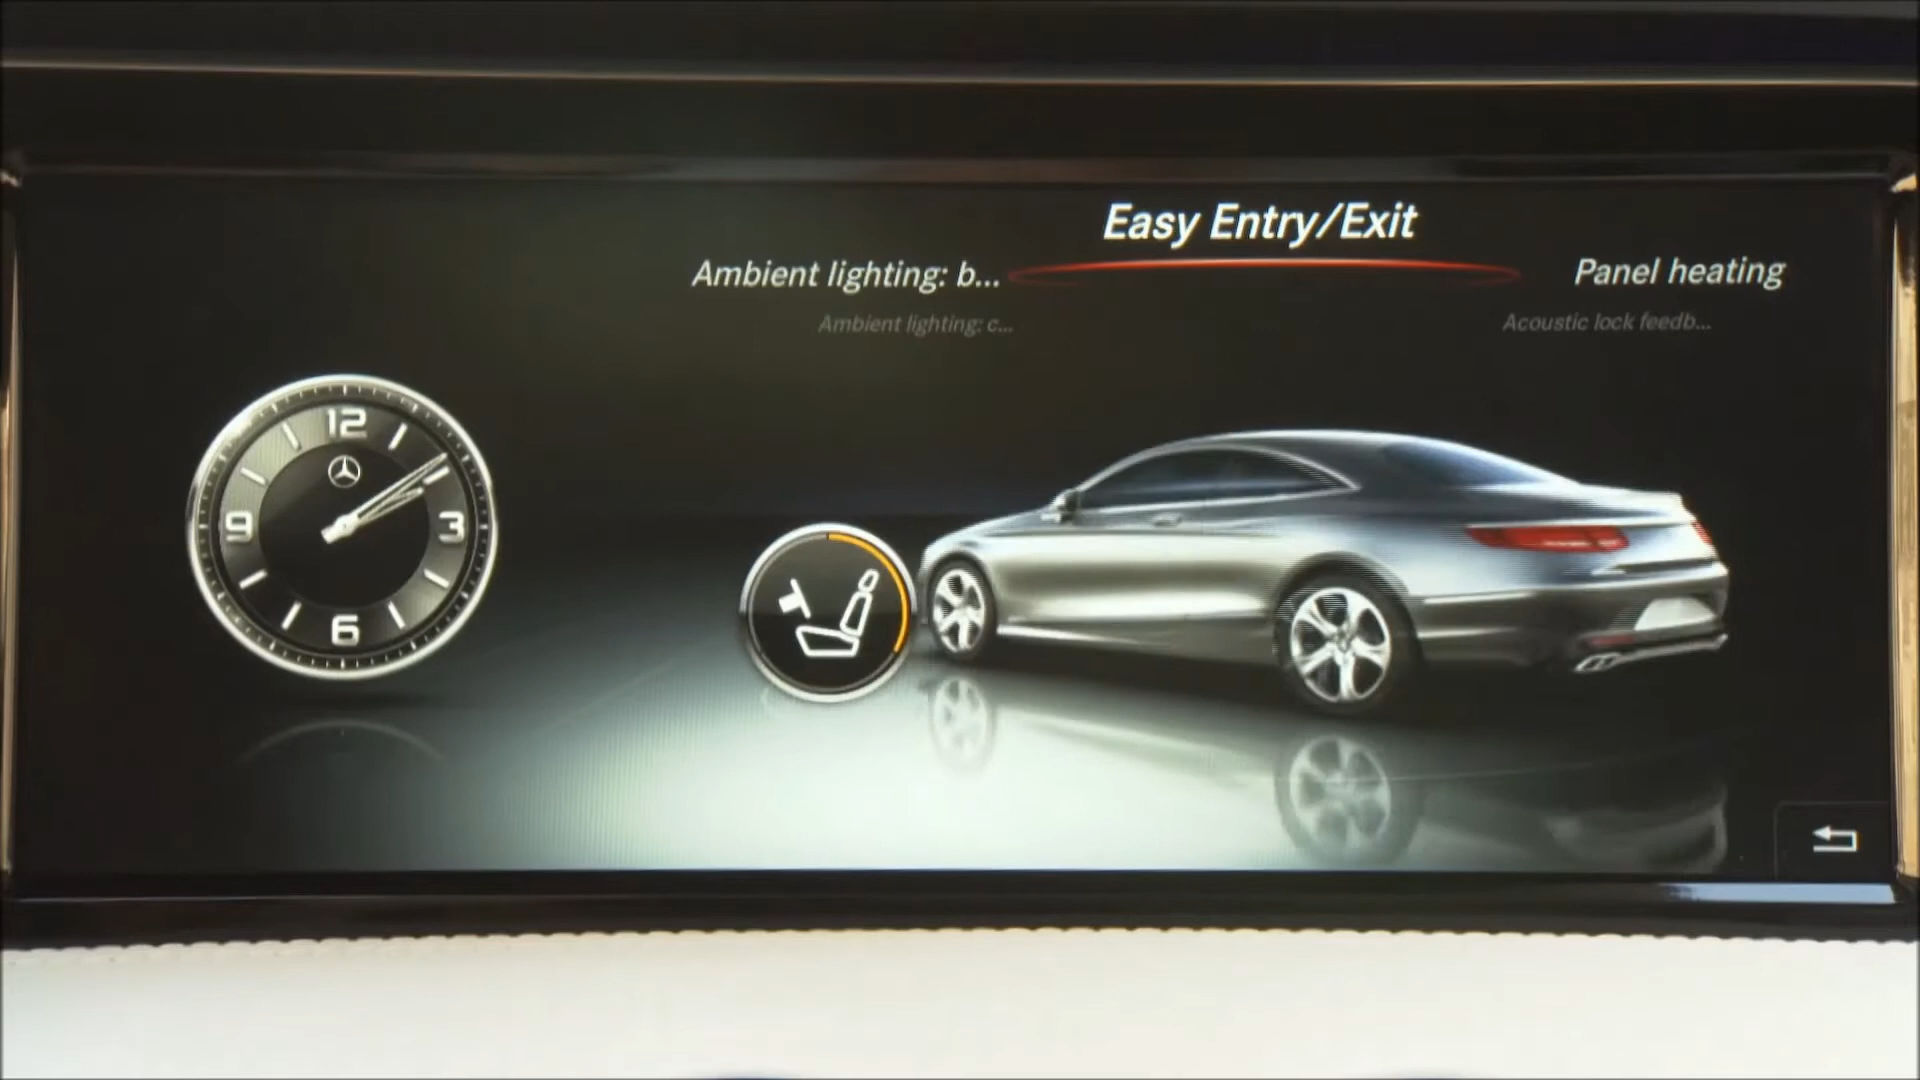 Easy Entry/Exit
Ambient lighting: b...
Panel heating
Ambient lighting: c...
Acoustic lock feedb...
12
9
3
6